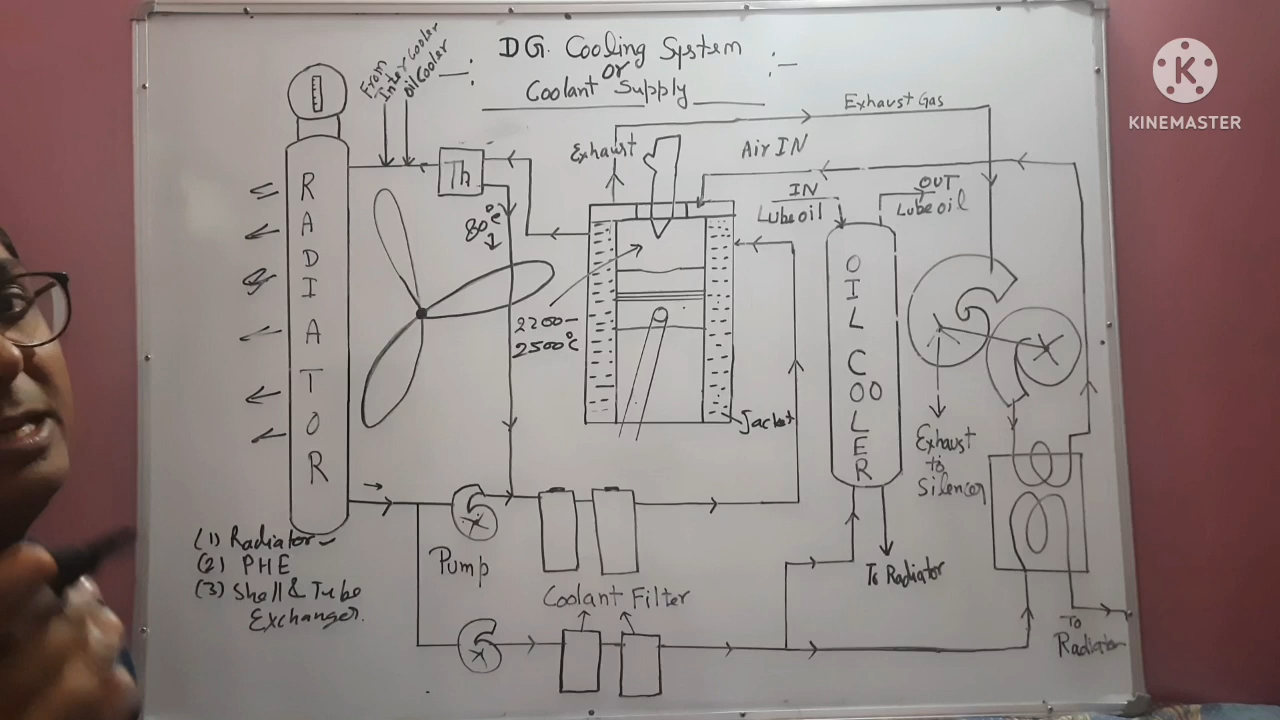 DG. Cooling System
or
Coolant Supply
From
Intercooler
oil cooler
KINEMASTER
Exhaust Gas
Exhaust
Air IN
Th
80°C
IN
Lube oil
OUT
Lube oil
RADIATOR
OIL COOLER
2200-
2500°C
Jacket
Exhaust
to
Silencer
(1) Radiator
(2) PHE
(3) Shell & Tube
Exchanger.
Pump
Coolant Filter
To Radiator
To
Radiator